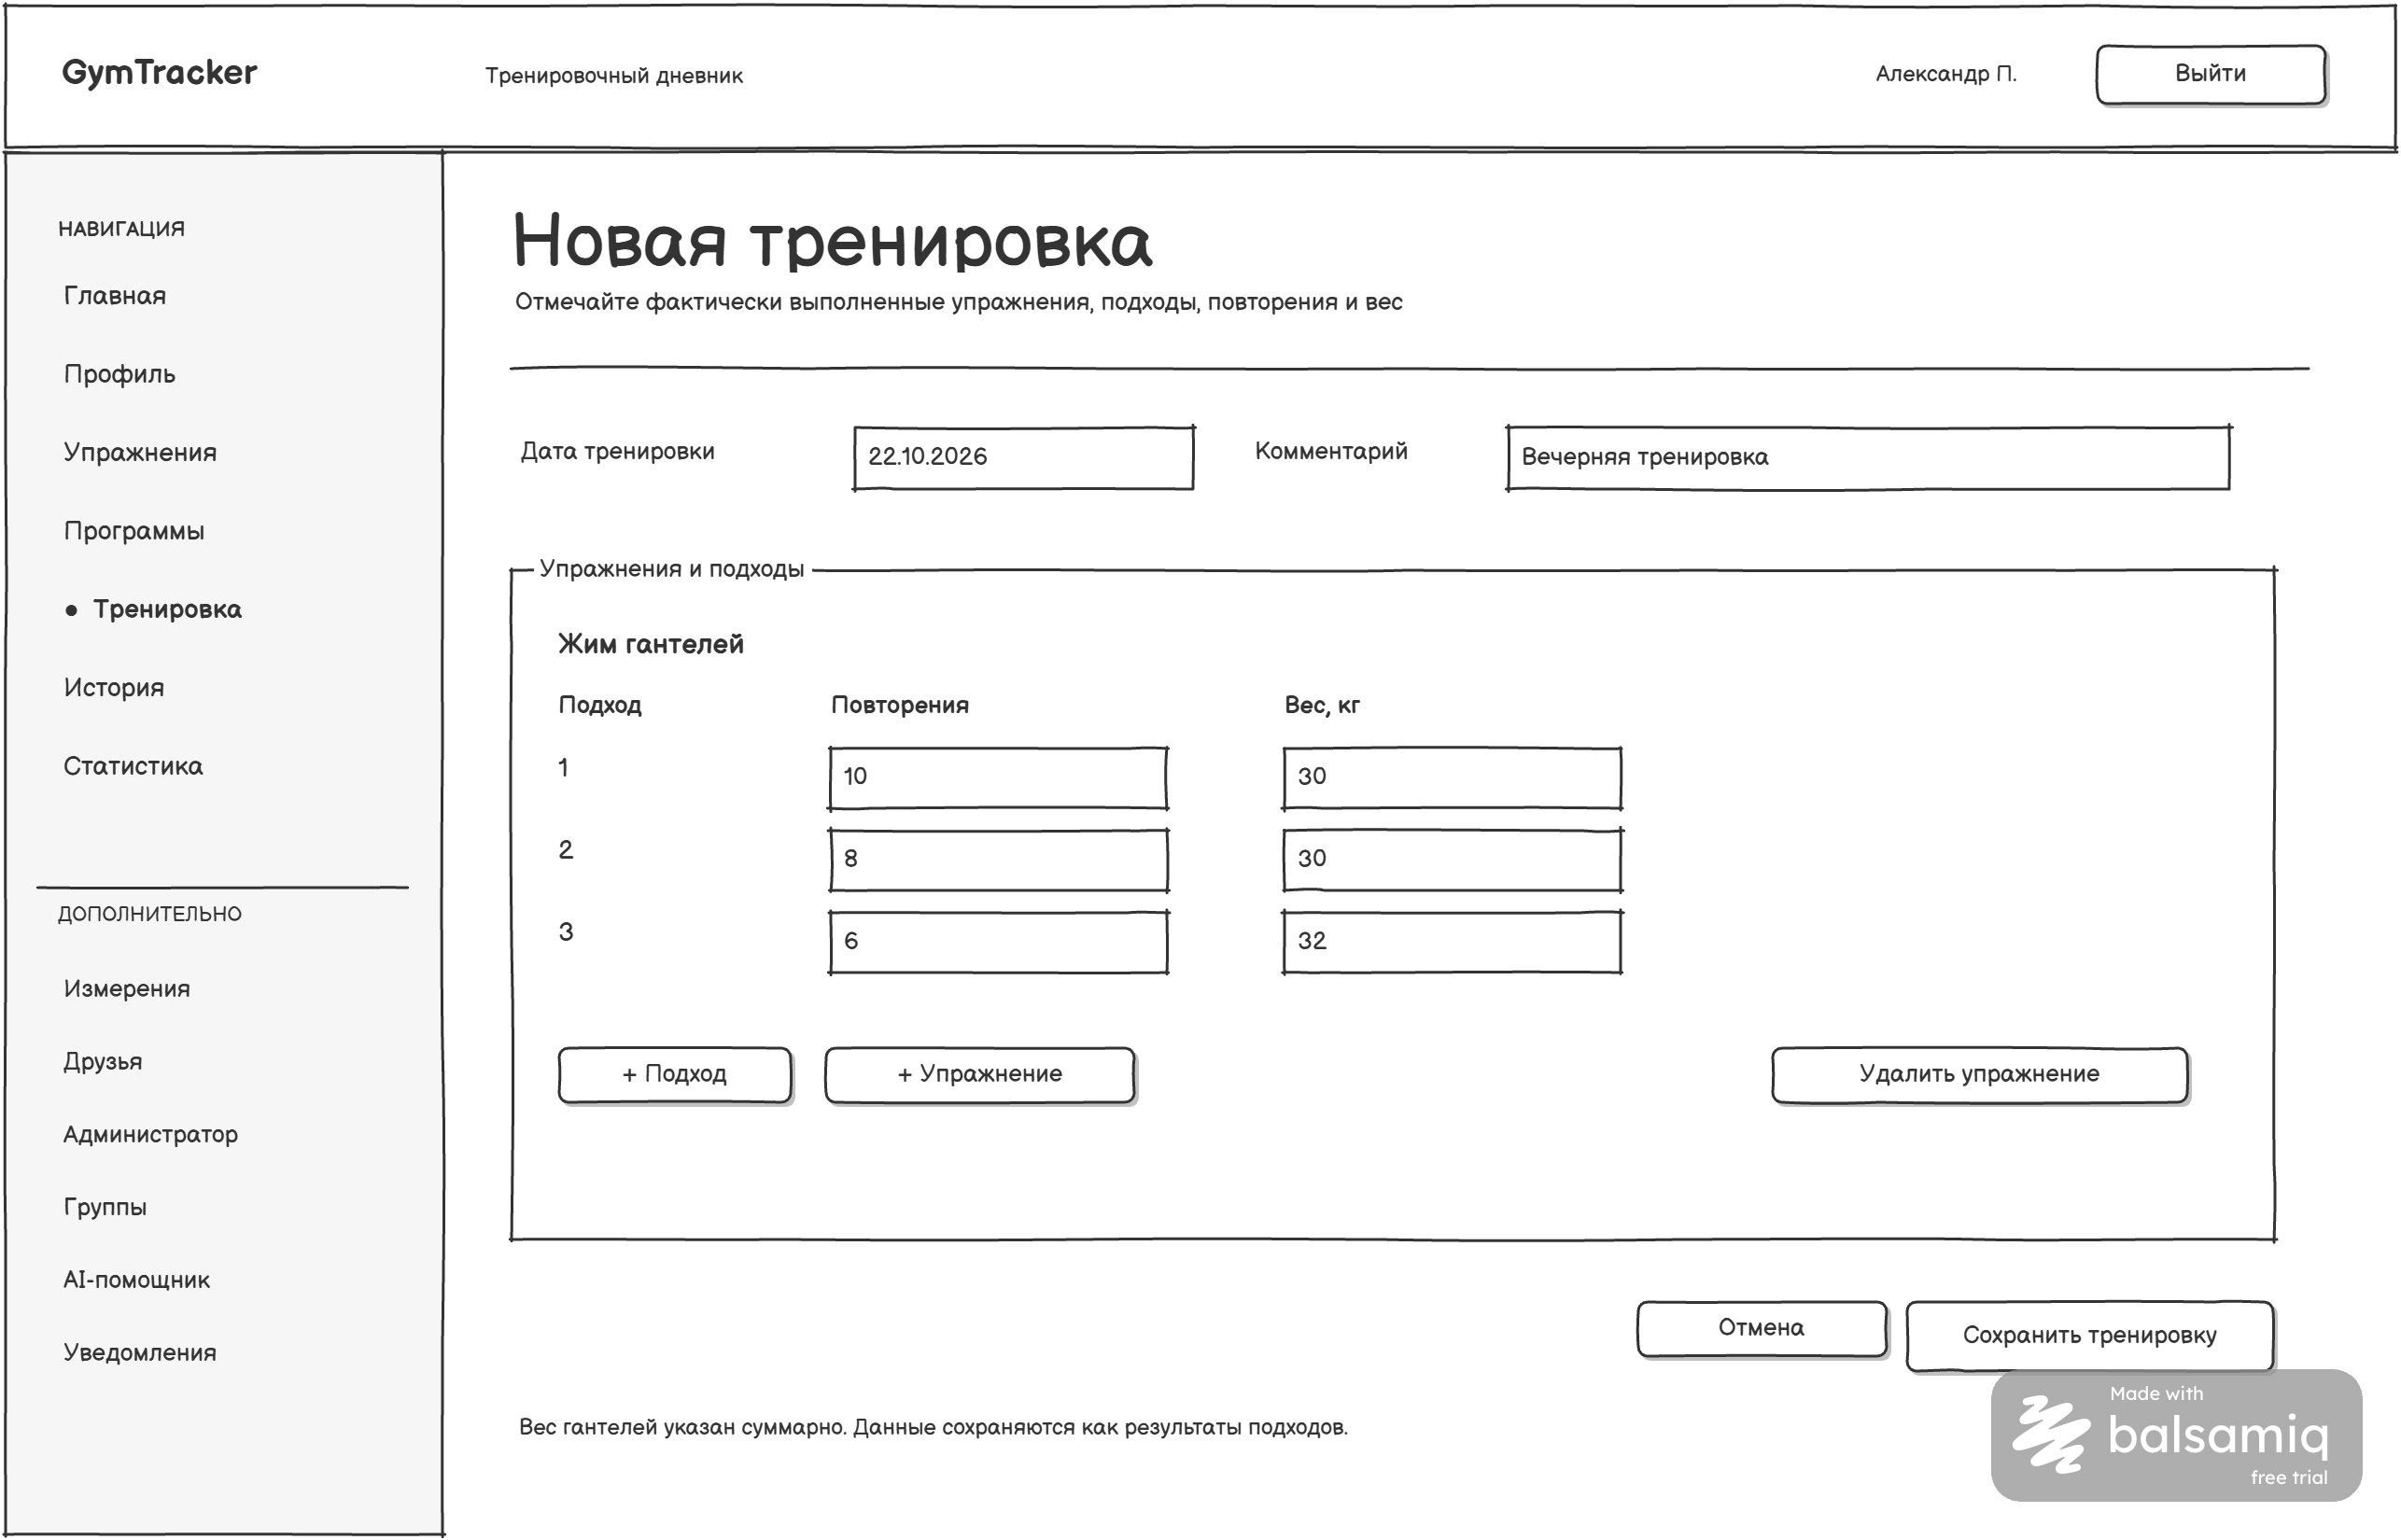 GymTracker
Тренировочный дневник
Александр П.
Выйти
НАВИГАЦИЯ
Главная
Профиль
Упражнения
Программы
• Тренировка
История
Статистика
ДОПОЛНИТЕЛЬНО
Измерения
Друзья
Администратор
Группы
AI-помощник
Уведомления
Новая тренировка
Отмечайте фактически выполненные упражнения, подходы, повторения и вес
Дата тренировки
22.10.2026
Комментарий
Вечерняя тренировка
Упражнения и подходы
Жим гантелей
Подход Повторения Вес, кг
1 10 30
2 8 30
3 6 32
+ Подход
+ Упражнение
Удалить упражнение
Отмена
Сохранить тренировку
Вес гантелей указан суммарно. Данные сохраняются как результаты подходов.
Made with
balsamiq
free trial